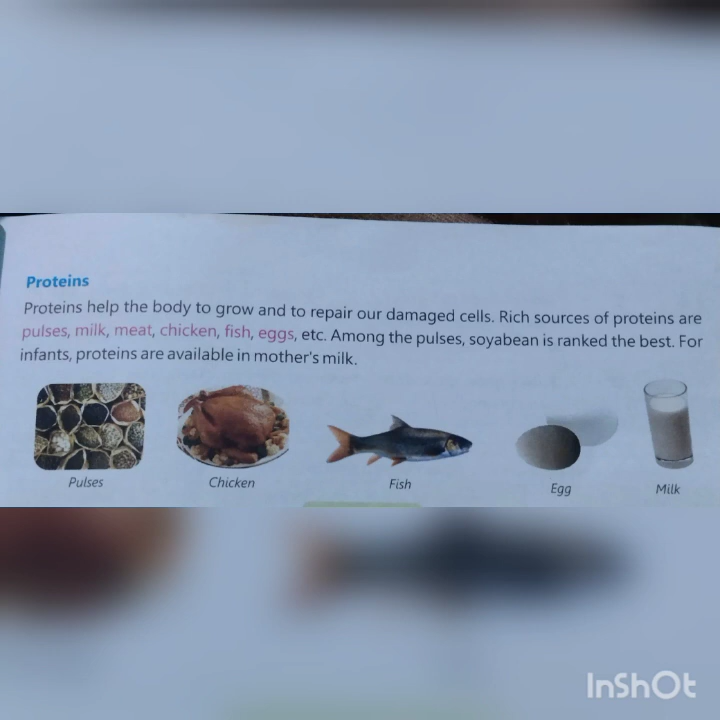 Proteins
Proteins help the body to grow and to repair our damaged cells. Rich sources of proteins are
pulses, milk, meat, chicken, fish, eggs, etc. Among the pulses, soyabean is ranked the best. For
infants, proteins are available in mother's milk.
Pulses
Chicken
Fish
Egg
Milk
InShOt